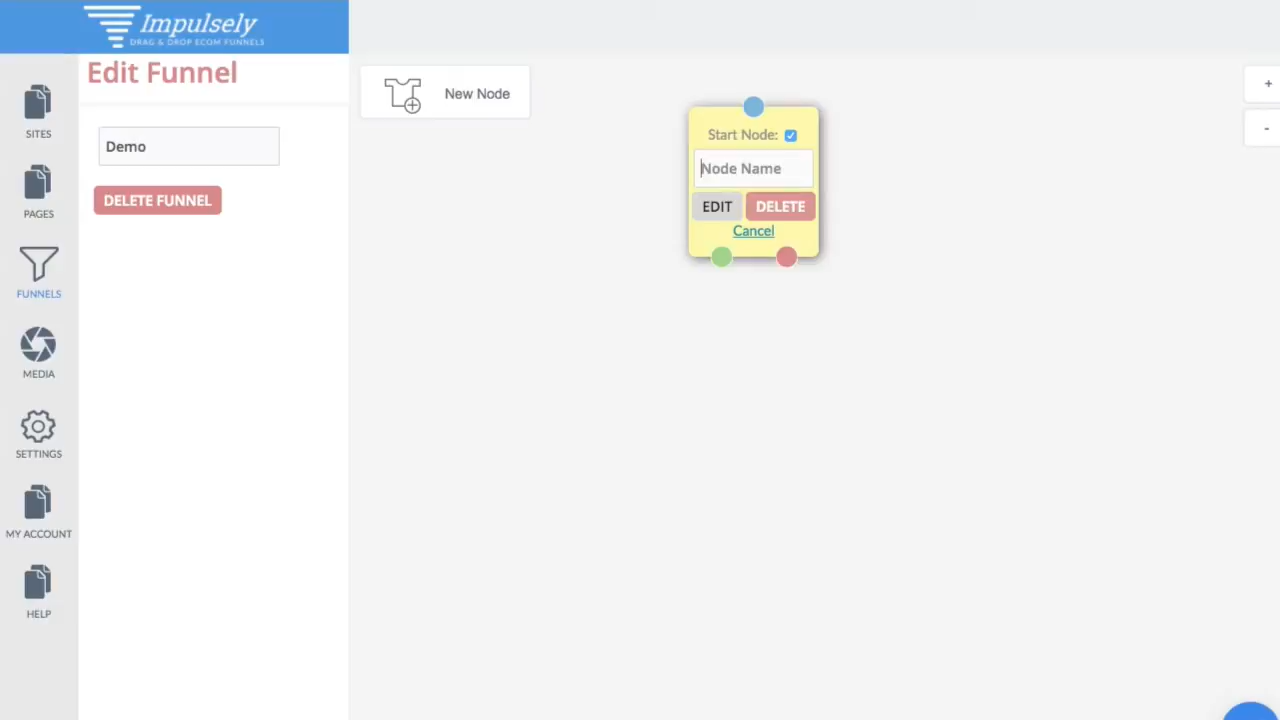 Impulsely
DRAG & DROP ECOM FUNNELS
Edit Funnel
Demo
DELETE FUNNEL
SITES
PAGES
FUNNELS
MEDIA
SETTINGS
MY ACCOUNT
HELP
New Node
Start Node:
Node Name
EDIT DELETE
Cancel
+
-